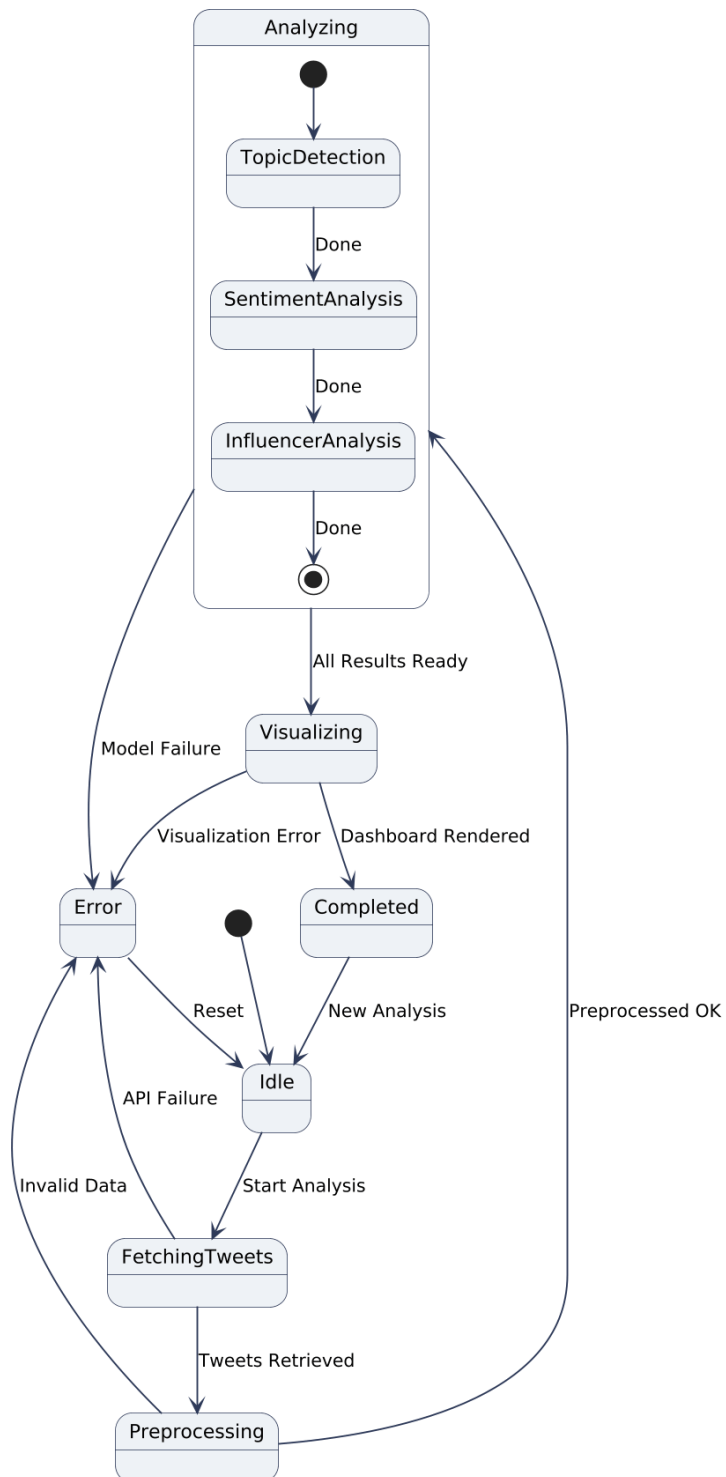 Analyzing
TopicDetection
Done
SentimentAnalysis
Done
InfluencerAnalysis
Done
All Results Ready
Visualizing
Model Failure
Visualization Error
Dashboard Rendered
Error
Completed
Reset
New Analysis
Preprocessed OK
Idle
API Failure
Invalid Data
Start Analysis
FetchingTweets
Tweets Retrieved
Preprocessing